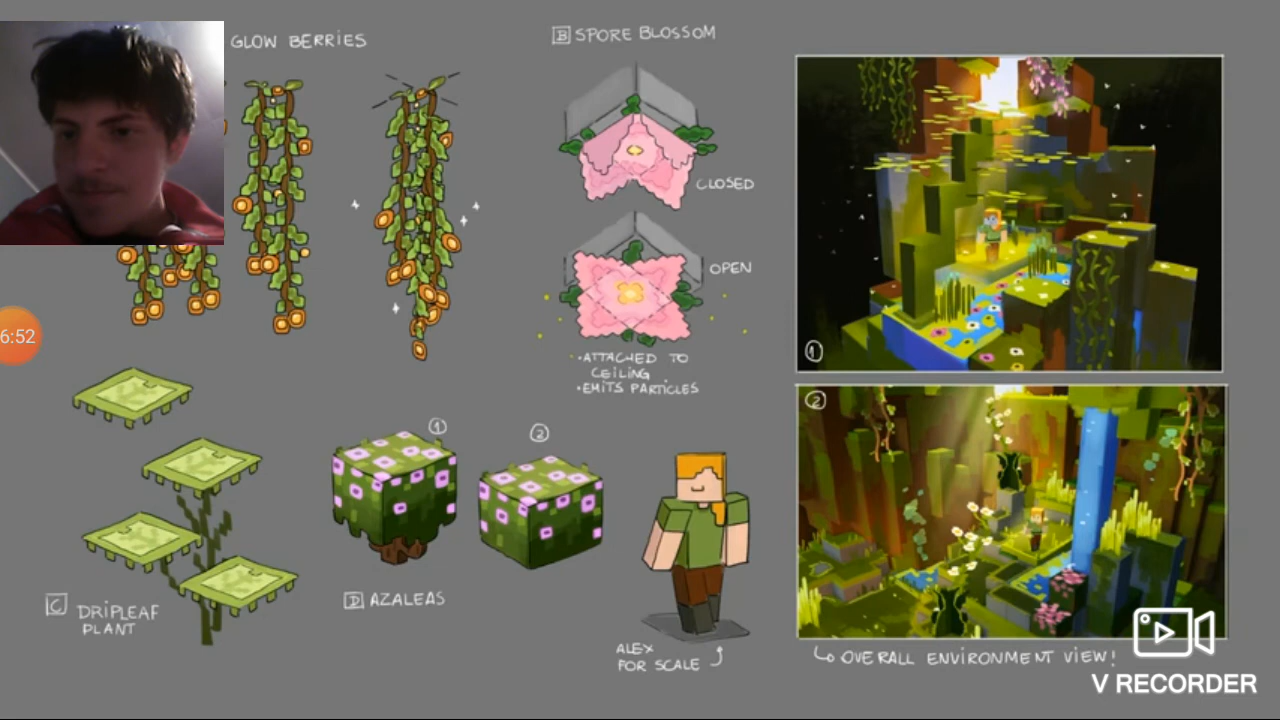 GLOW BERRIES
B SPORE BLOSSOM
CLOSED
OPEN
•ATTACHED TO
CEILING
•EMITS PARTICLES
6:52
1
2
C DRIPLEAF
PLANT
D AZALEAS
1
2
ALEX
FOR SCALE
OVERALL ENVIRONMENT VIEW!
V RECORDER